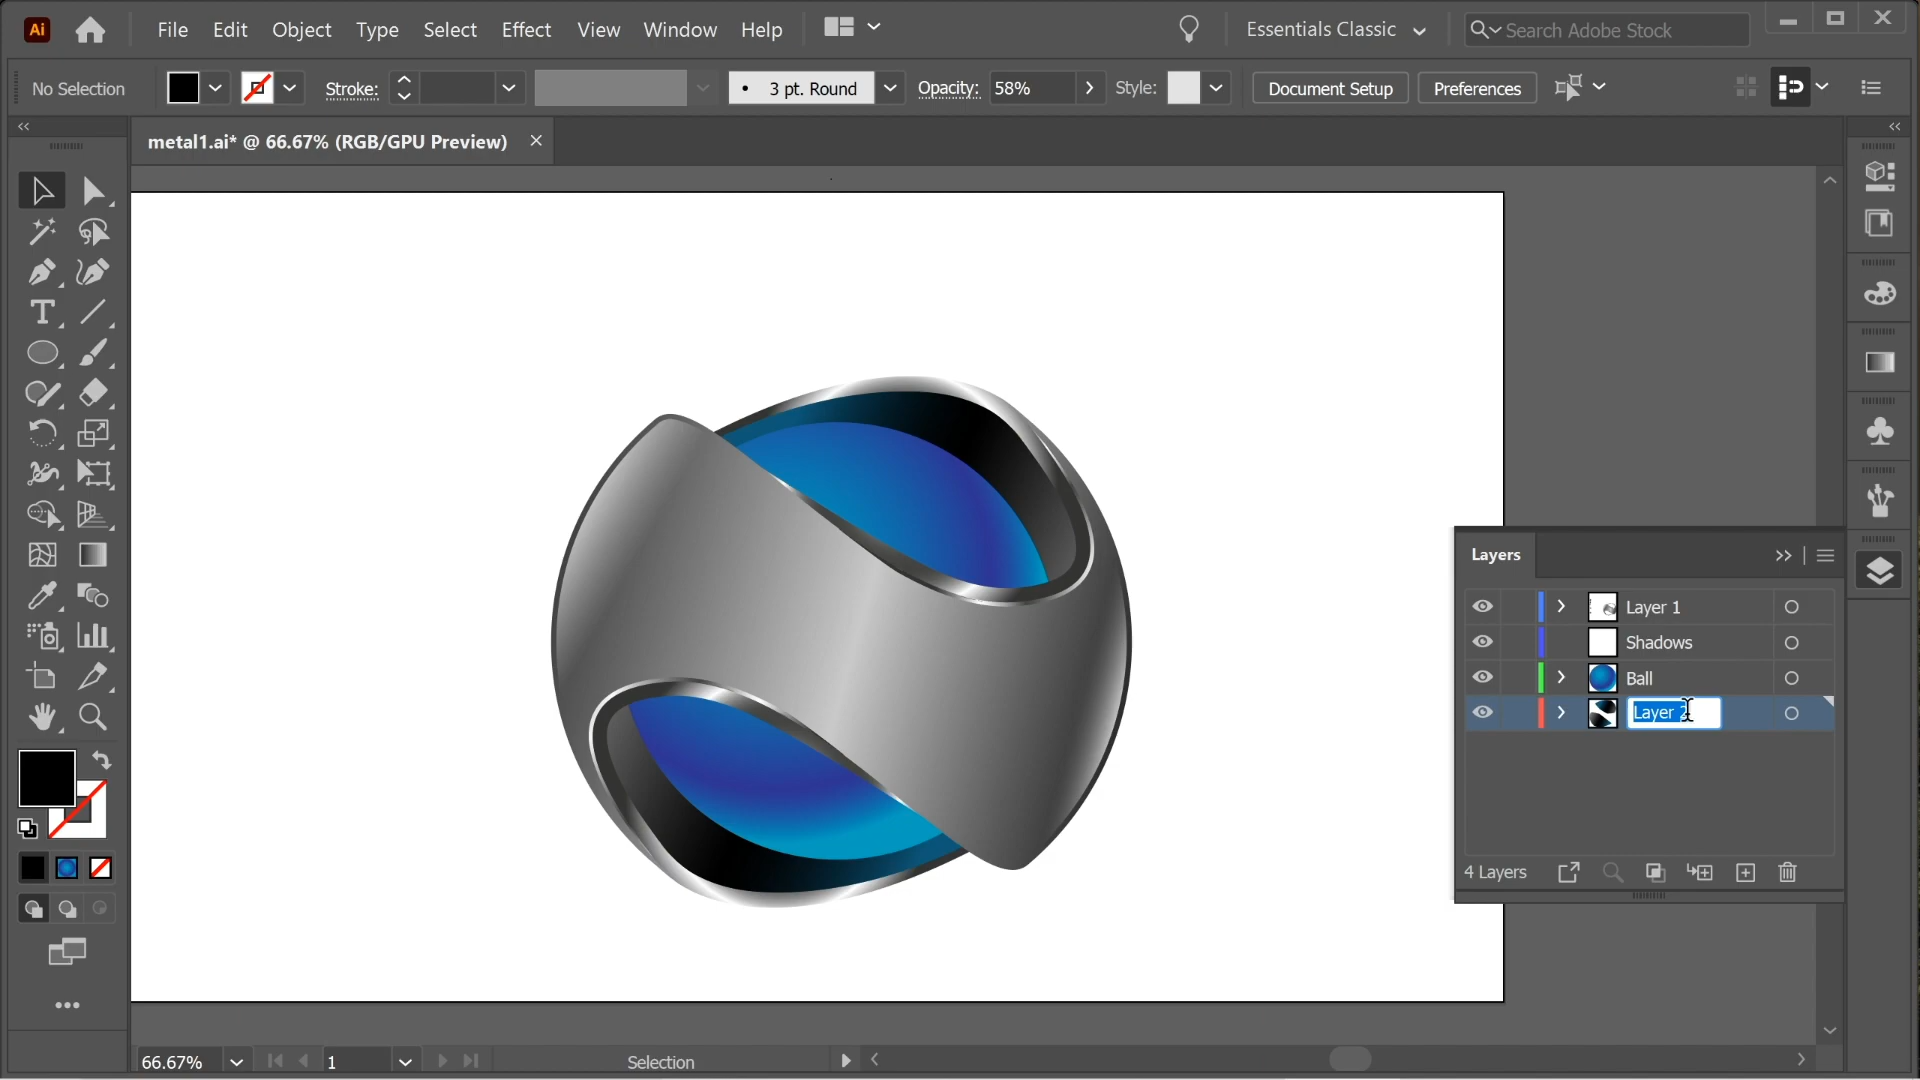 Ai File Edit Object Type Select Effect View Window Help Essentials Classic Search Adobe Stock
No Selection Stroke: 3 pt. Round Opacity: 58% Style: Document Setup Preferences
metal1.ai* @ 66.67% (RGB/GPU Preview)
Layers
Layer 1
Shadows
Ball
Layer
4 Layers
66.67% 1 Selection